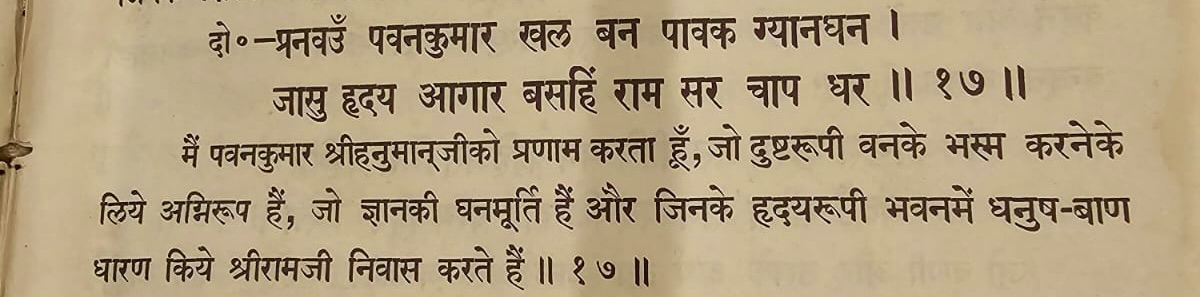 दो०—प्रनवउँ पवनकुमार खल बन पावक ग्यानघन ।
जासु हृदय आगार बसहिं राम सर चाप धर ॥ १७ ॥
मैं पवनकुमार श्रीहनुमान्‌जीको प्रणाम करता हूँ, जो दुष्टरूपी वनके भस्म करनेके
लिये अग्निरूप हैं, जो ज्ञानकी घनमूर्ति हैं और जिनके हृदयरूपी भवनमें धनुष-बाण
धारण किये श्रीरामजी निवास करते हैं ॥ १७ ॥